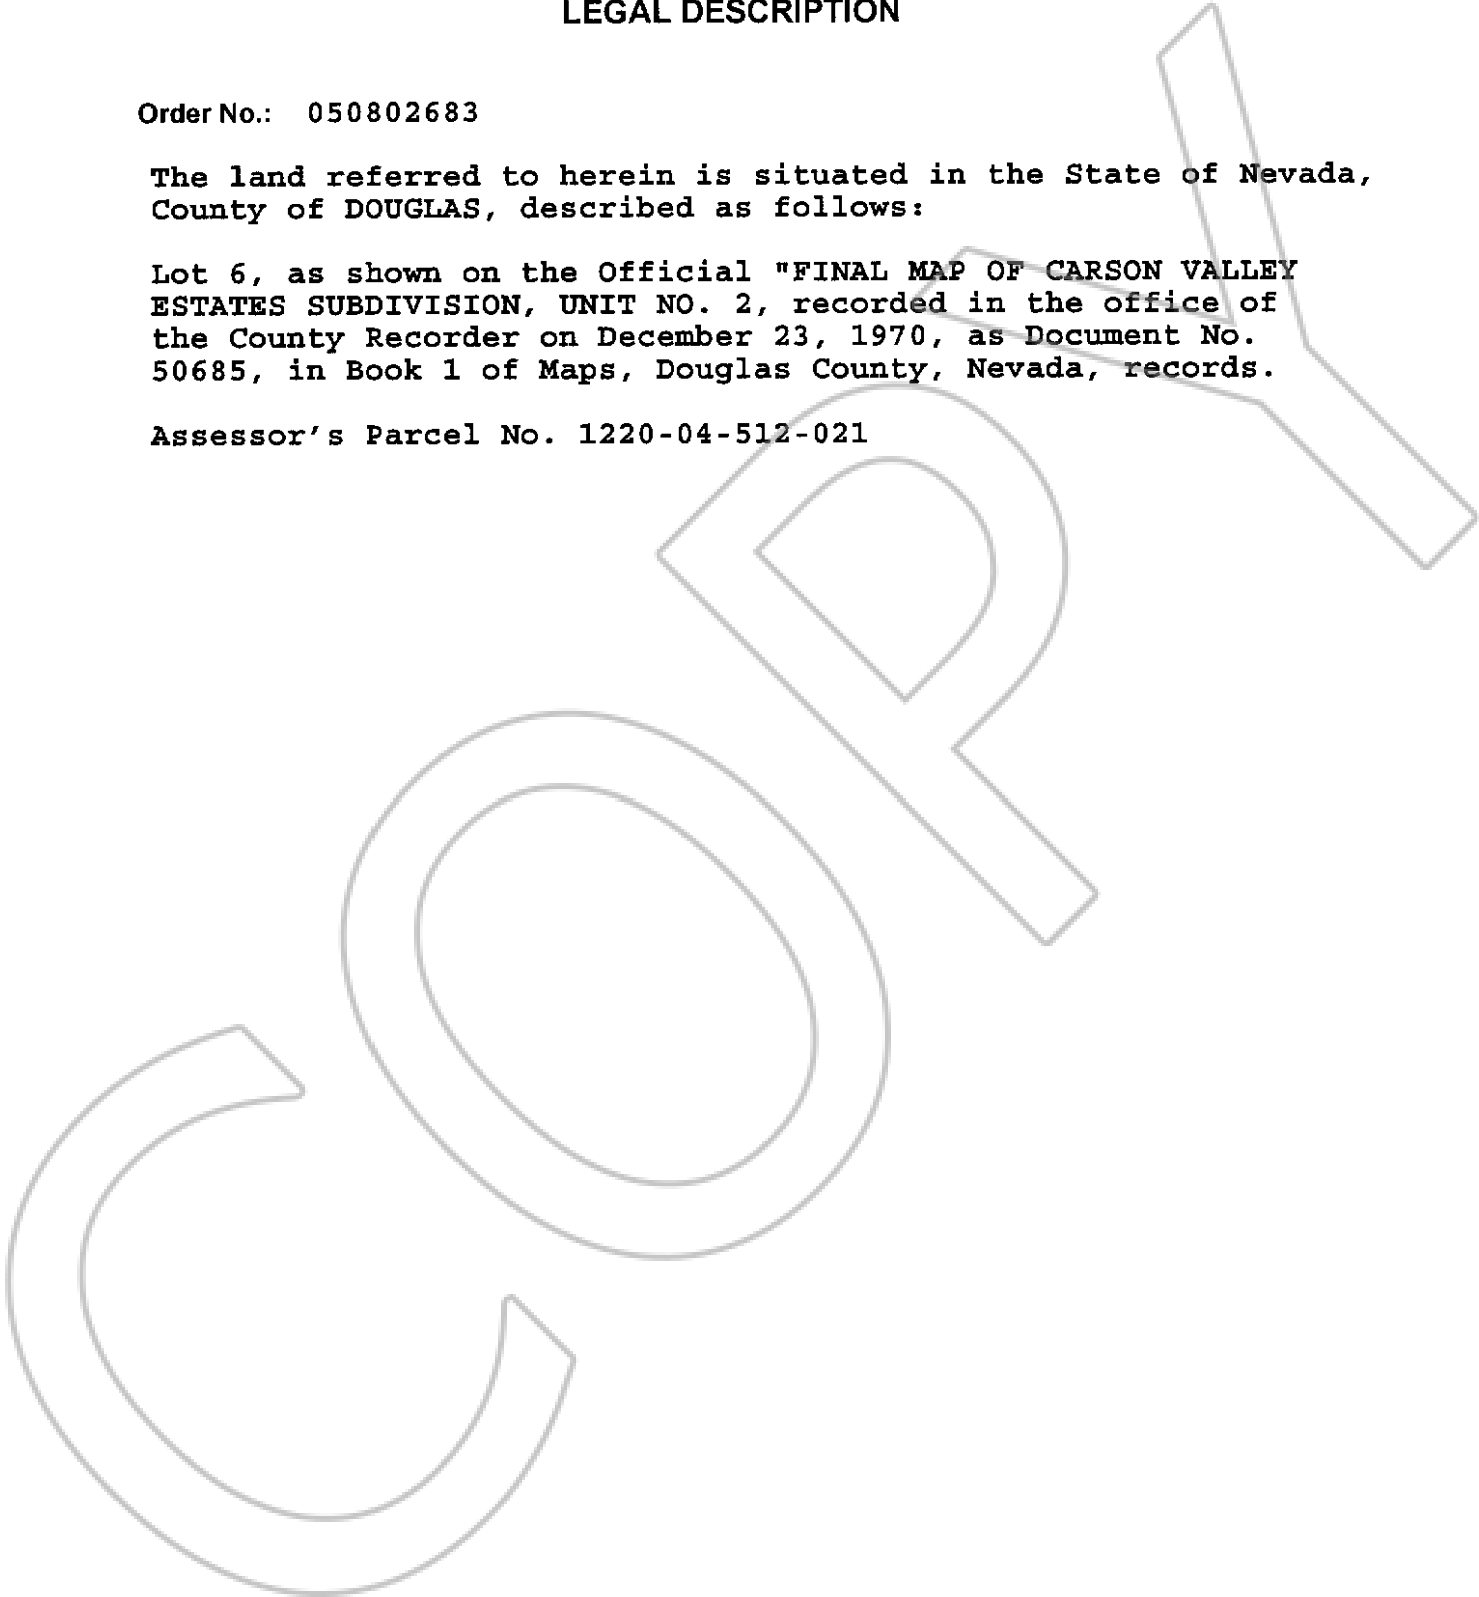 LEGAL DESCRIPTION
Order No.: 050802683
The land referred to herein is situated in the State of Nevada,
County of DOUGLAS, described as follows:
Lot 6, as shown on the Official "FINAL MAP OF CARSON VALLEY
ESTATES SUBDIVISION, UNIT NO. 2, recorded in the office of
the County Recorder on December 23, 1970, as Document No.
50685, in Book 1 of Maps, Douglas County, Nevada, records.
Assessor's Parcel No. 1220-04-512-021
COPY